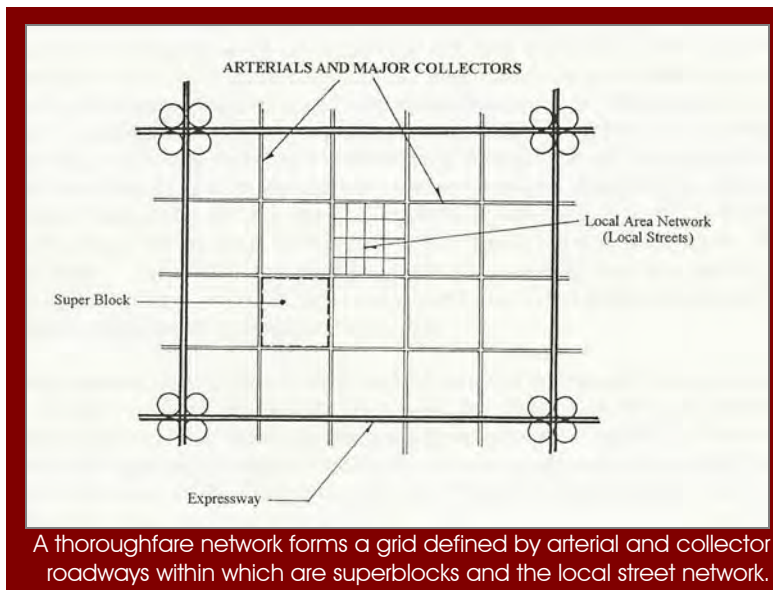 ARTERIALS AND MAJOR COLLECTORS
Local Area Network
(Local Streets)
Super Block
Expressway
A thoroughfare network forms a grid defined by arterial and collector
roadways within which are superblocks and the local street network.